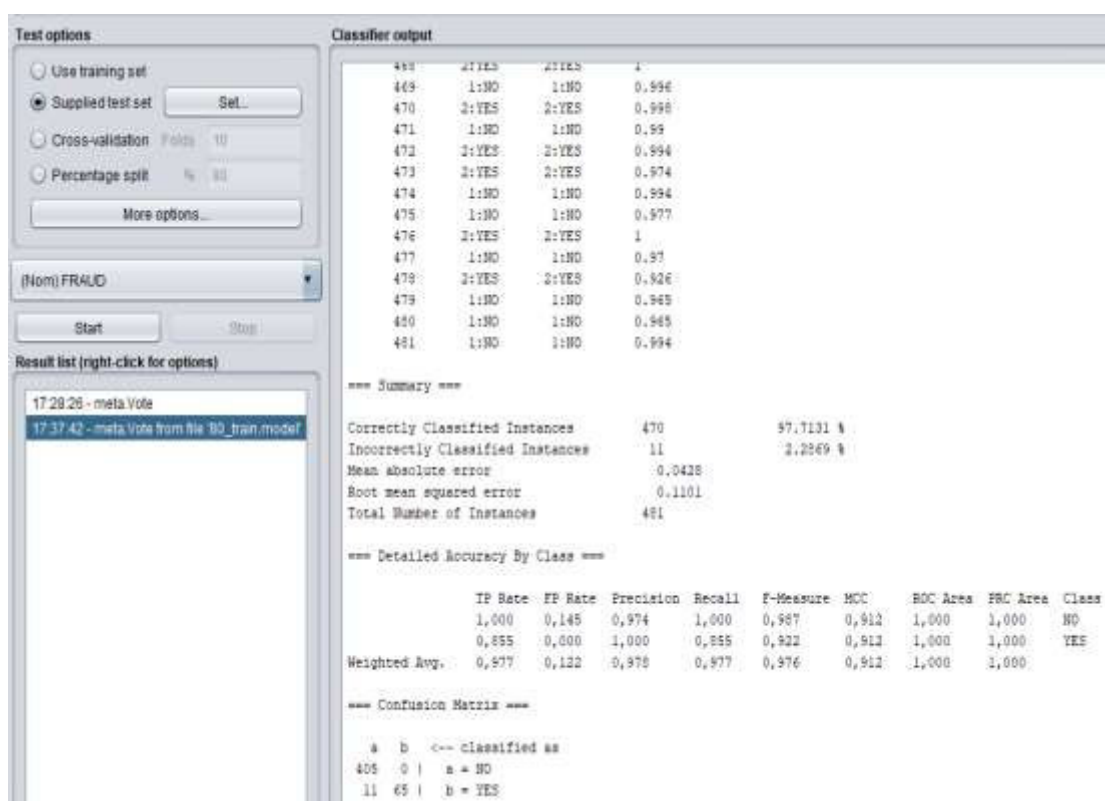 Test options
Use training set
Supplied test set Set...
Cross-validation Folds 10
Percentage split %
More options...
(Nom) FRAUD
Start Stop
Result list (right-click for options)
17:28:26 - meta.Vote
17:37:42 - meta.Vote from file '80_train.model'
Classifier output
468 2:YES 2:YES 1
469 1:NO 1:NO 0.996
470 2:YES 2:YES 0.998
471 1:NO 1:NO 0.99
472 2:YES 2:YES 0.994
473 2:YES 2:YES 0.974
474 1:NO 1:NO 0.994
475 1:NO 1:NO 0.977
476 2:YES 2:YES 1
477 1:NO 1:NO 0.97
478 2:YES 2:YES 0.926
479 1:NO 1:NO 0.965
480 1:NO 1:NO 0.965
481 1:NO 1:NO 0.994
=== Summary ===
Correctly Classified Instances 470 97.7131 %
Incorrectly Classified Instances 11 2.2869 %
Mean absolute error 0.0428
Root mean squared error 0.1101
Total Number of Instances 481
=== Detailed Accuracy By Class ===
TP Rate FP Rate Precision Recall F-Measure MCC ROC Area PRC Area Class
1,000 0,145 0,974 1,000 0,987 0,912 1,000 1,000 NO
0,855 0,000 1,000 0,855 0,922 0,912 1,000 1,000 YES
Weighted Avg. 0,977 0,122 0,978 0,977 0,976 0,912 1,000 1,000
=== Confusion Matrix ===
a b <-- classified as
405 0 | a = NO
11 65 | b = YES